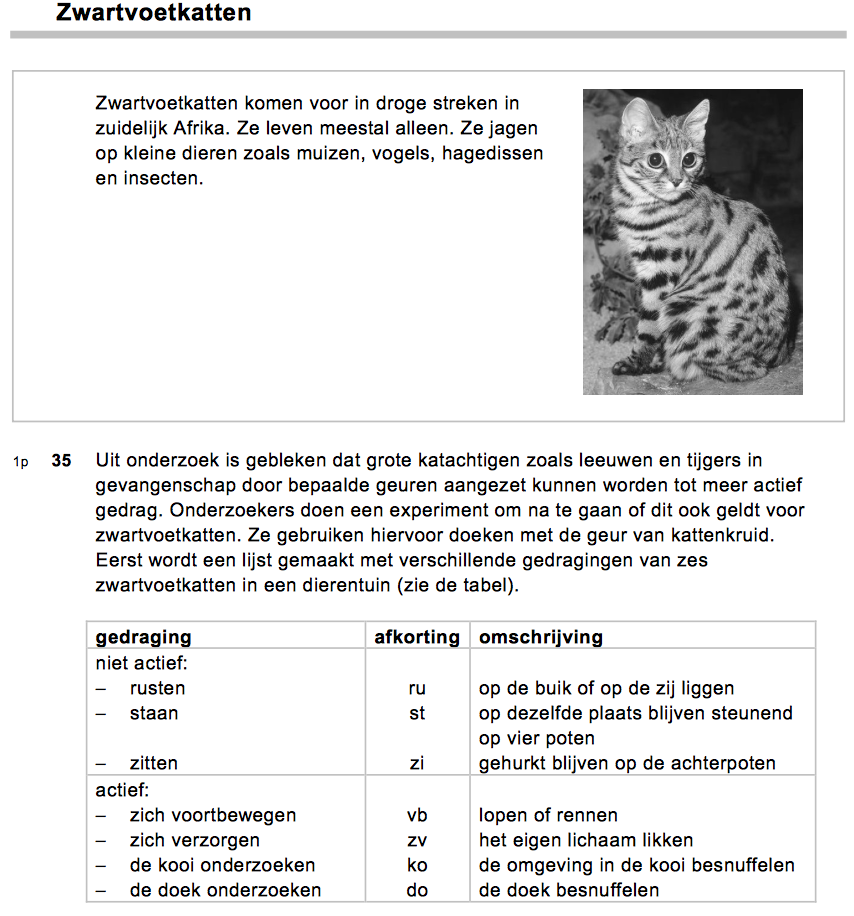 Zwartvoetkatten
Zwartvoetkatten komen voor in droge streken in
zuidelijk Afrika. Ze leven meestal alleen. Ze jagen
op kleine dieren zoals muizen, vogels, hagedissen
en insecten.
1p 35 Uit onderzoek is gebleken dat grote katachtigen zoals leeuwen en tijgers in
gevangenschap door bepaalde geuren aangezet kunnen worden tot meer actief
gedrag. Onderzoekers doen een experiment om na te gaan of dit ook geldt voor
zwartvoetkatten. Ze gebruiken hiervoor doeken met de geur van kattenkruid.
Eerst wordt een lijst gemaakt met verschillende gedragingen van zes
zwartvoetkatten in een dierentuin (zie de tabel).
gedraging afkorting omschrijving
niet actief:
– rusten ru op de buik of op de zij liggen
– staan st op dezelfde plaats blijven steunend
op vier poten
– zitten zi gehurkt blijven op de achterpoten
actief:
– zich voortbewegen vb lopen of rennen
– zich verzorgen zv het eigen lichaam likken
– de kooi onderzoeken ko de omgeving in de kooi besnuffelen
– de doek onderzoeken do de doek besnuffelen